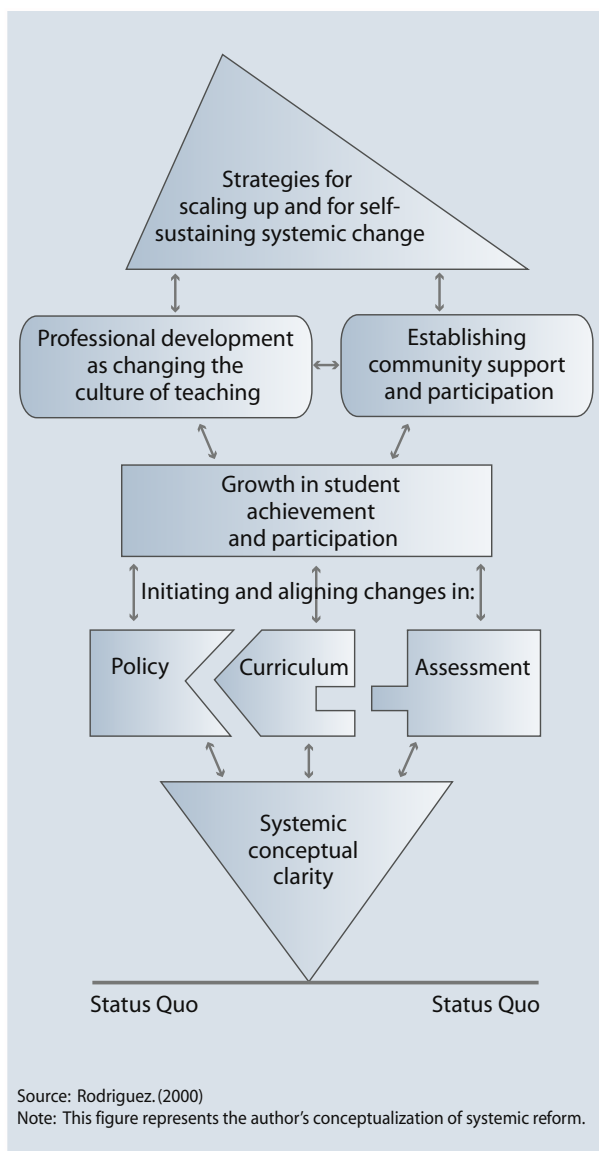 Strategies for
scaling up and for self-
sustaining systemic change
Professional development
as changing the
culture of teaching
Establishing
community support
and participation
Growth in student
achievement
and participation
Initiating and aligning changes in:
Policy
Curriculum
Assessment
Systemic
conceptual
clarity
Status Quo
Status Quo
Source: Rodriguez. (2000)
Note: This figure represents the author’s conceptualization of systemic reform.